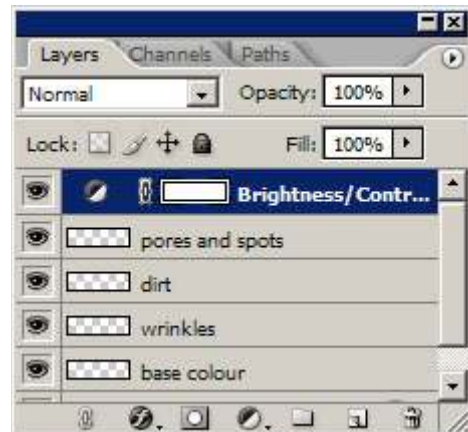 Layers Channels Paths
Normal Opacity: 100%
Lock: Fill: 100%
Brightness/Contr...
pores and spots
dirt
wrinkles
base colour